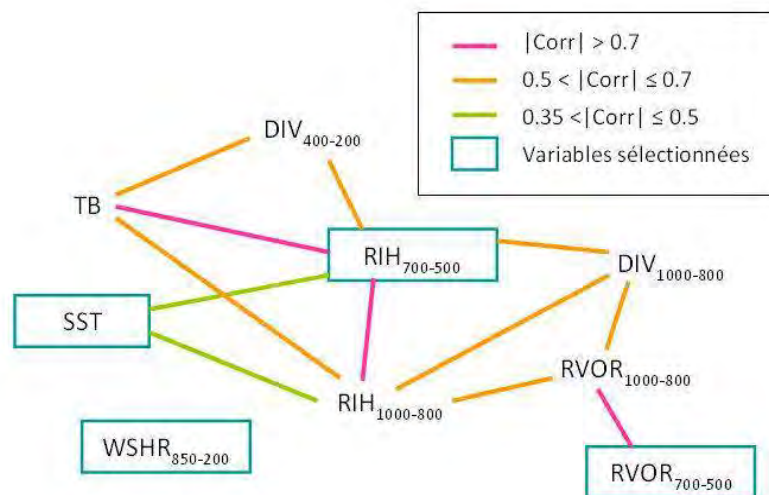 |Corr| > 0.7
0.5 < |Corr| ≤ 0.7
0.35 <|Corr| ≤ 0.5
Variables sélectionnées
DIV400-200
TB
RIH700-500
DIV1000-800
SST
RVOR1000-800
RIH1000-800
WSHR850-200
RVOR700-500